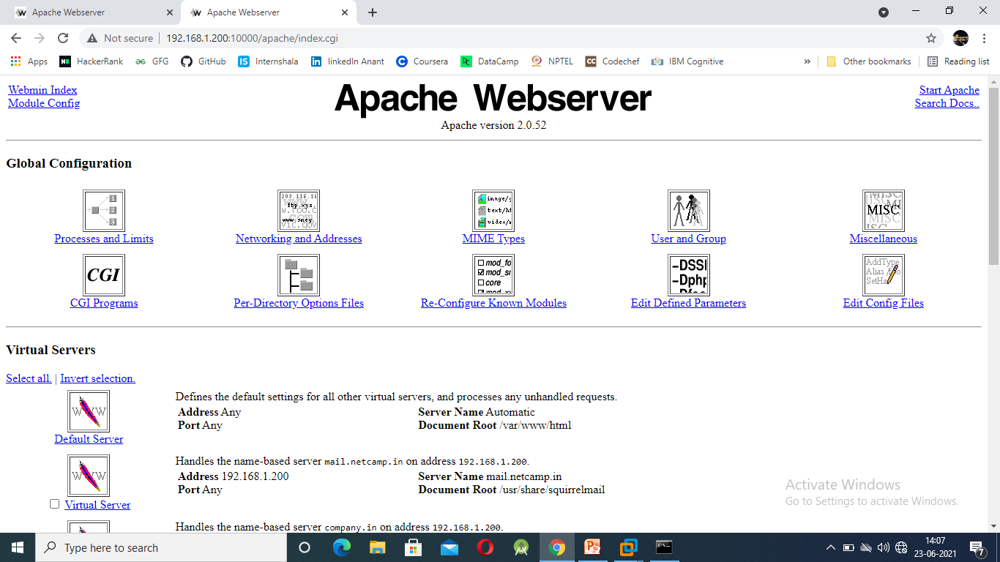 Apache Webserver
Apache Webserver
Not secure | 192.168.1.200:10000/apache/index.cgi
Apps HackerRank GFG GitHub Internshala linkedIn Anant Coursera DataCamp NPTEL Codechef IBM Cognitive » Other bookmarks Reading list
Webmin Index
Module Config
Apache Webserver
Apache version 2.0.52
Start Apache
Search Docs..
Global Configuration
Processes and Limits
Networking and Addresses
MIME Types
User and Group
MISC
Miscellaneous
CGI
CGI Programs
Per-Directory Options Files
Re-Configure Known Modules
Edit Defined Parameters
Edit Config Files
Virtual Servers
Select all. | Invert selection.
Default Server
Defines the default settings for all other virtual servers, and processes any unhandled requests.
Address Any Server Name Automatic
Port Any Document Root /var/www/html
Virtual Server
Handles the name-based server mail.netcamp.in on address 192.168.1.200.
Address 192.168.1.200 Server Name mail.netcamp.in
Port Any Document Root /usr/share/squirrelmail
Handles the name-based server company.in on address 192.168.1.200.
Activate Windows
Go to Settings to activate Windows.
Type here to search
14:07
23-06-2021
7